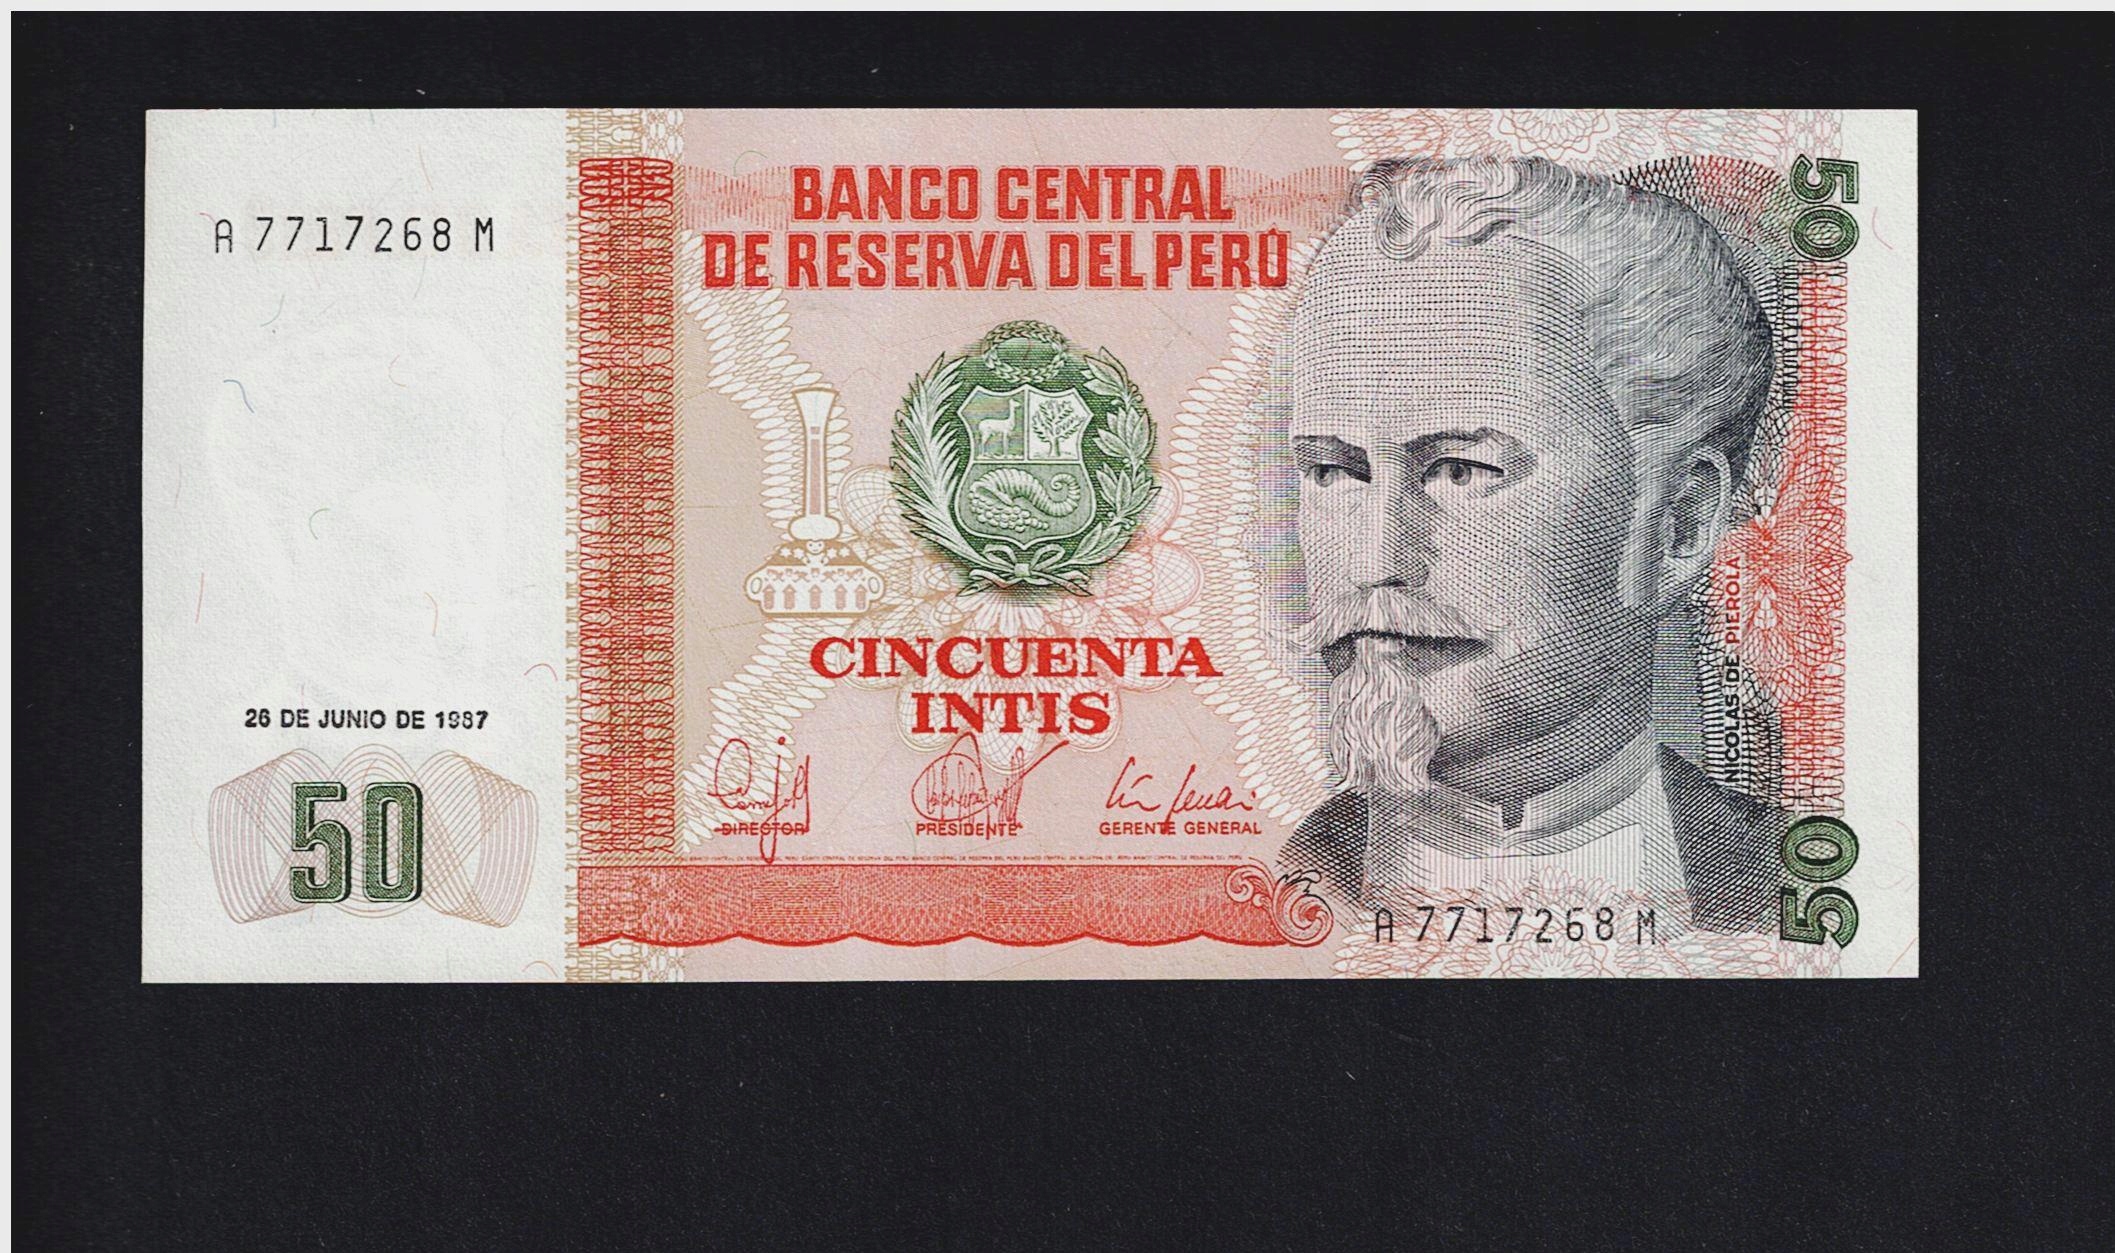 A 7717268 M
BANCO CENTRAL
DE RESERVA DEL PERÚ
50
CINCUENTA
INTIS
NICOLAS DE PIEROLA
26 DE JUNIO DE 1987
50
DIRECTOR
PRESIDENTE
GERENTE GENERAL
A 7717268 M
50